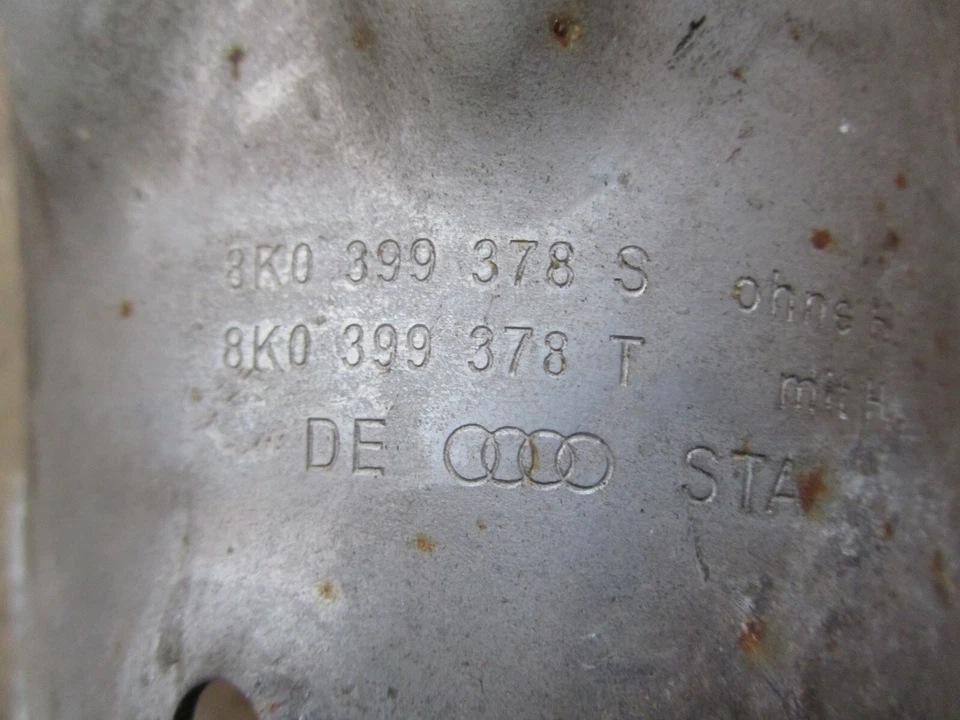 8K0 399 378 S ohne H.
8K0 399 378 T mit H.
DE STA